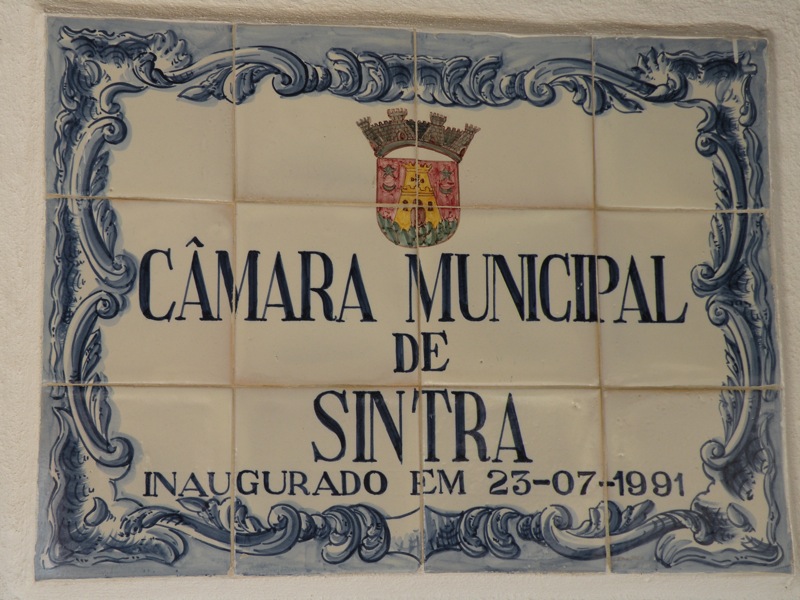 CÂMARA MUNICIPAL
DE
SINTRA
INAUGURADO EM 23-07-1991